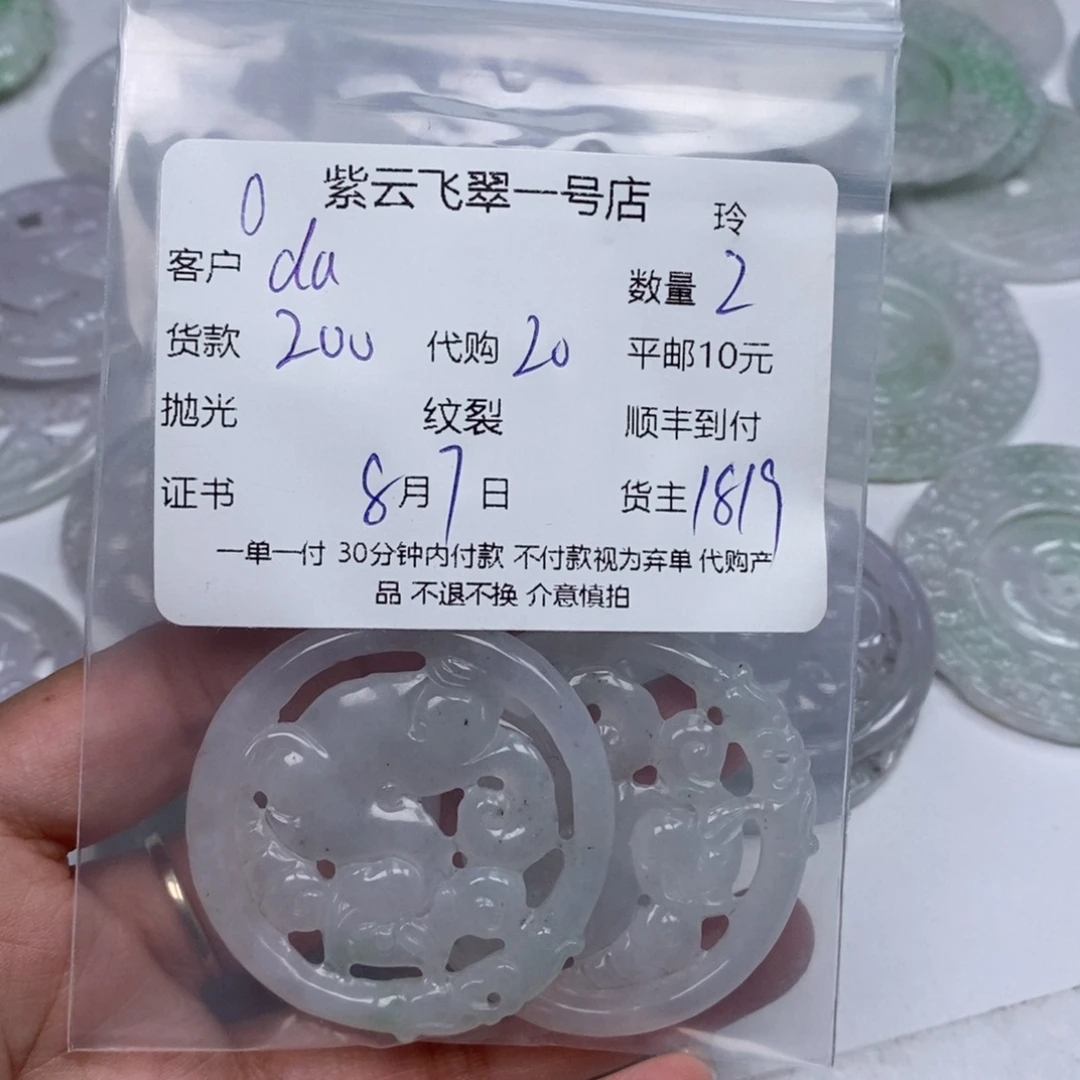 紫云飞翠一号店 玲
0
客户 da 数量 2
货款 200 代购 20 平邮10元
抛光 纹裂 顺丰到付
证书 8月7日 货主 1819
一单一付 30分钟内付款 不付款视为弃单 代购产
品 不退不换 介意慎拍